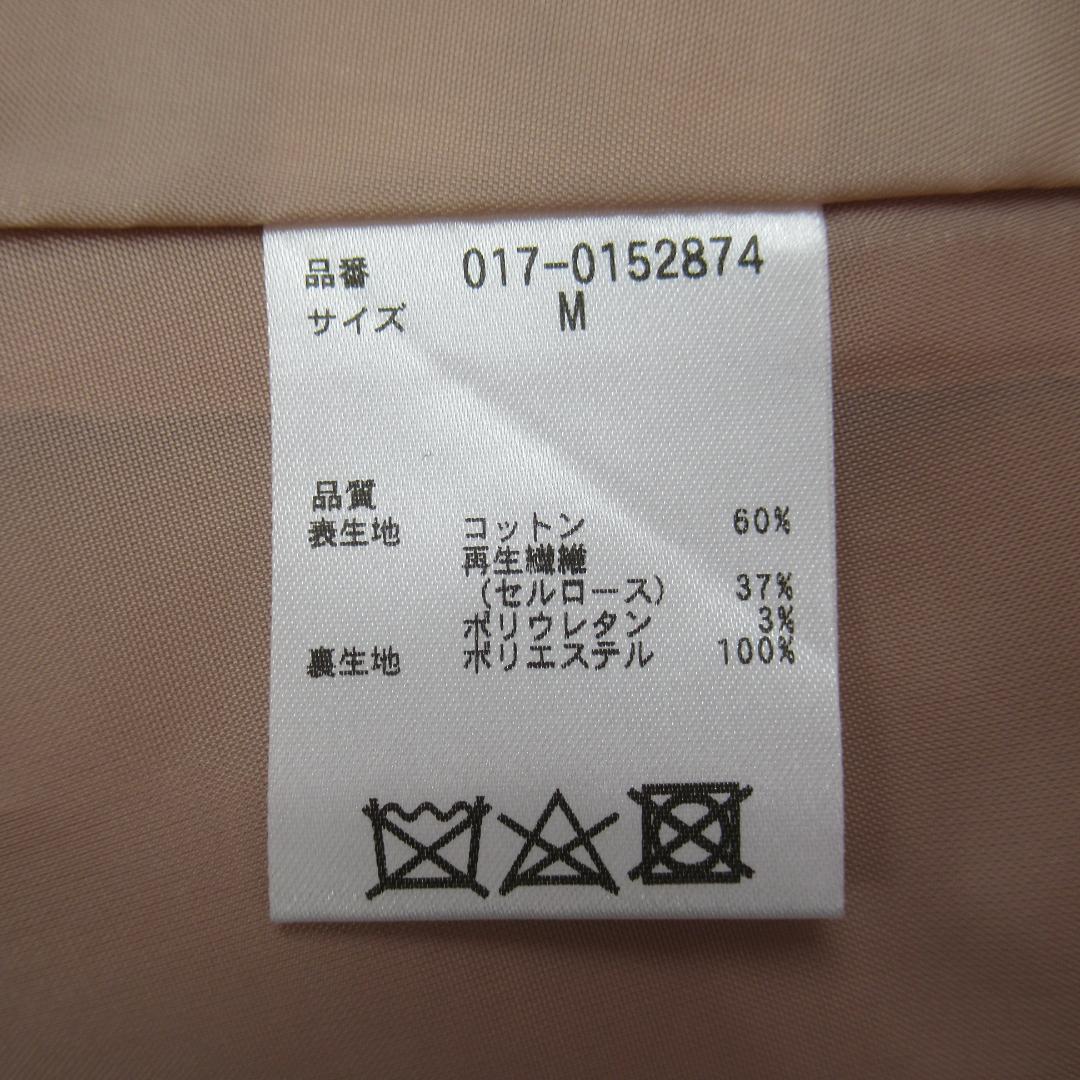 品番 017-0152874
サイズ M
品質
表生地 コットン 60%
再生繊維
(セルロース) 37%
ポリウレタン 3%
裏生地 ポリエステル 100%